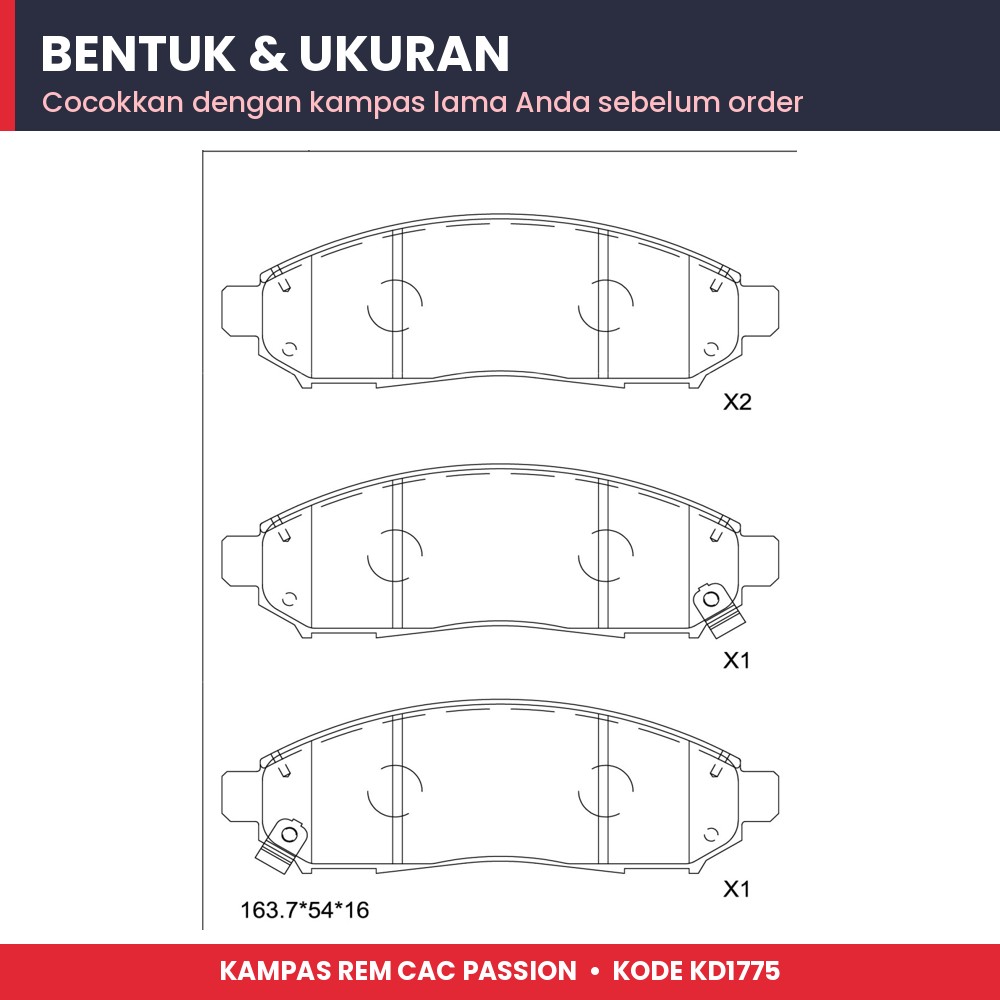 BENTUK & UKURAN
Cocokkan dengan kampas lama Anda sebelum order
X2
X1
X1
163.7*54*16
KAMPAS REM CAC PASSION • KODE KD1775